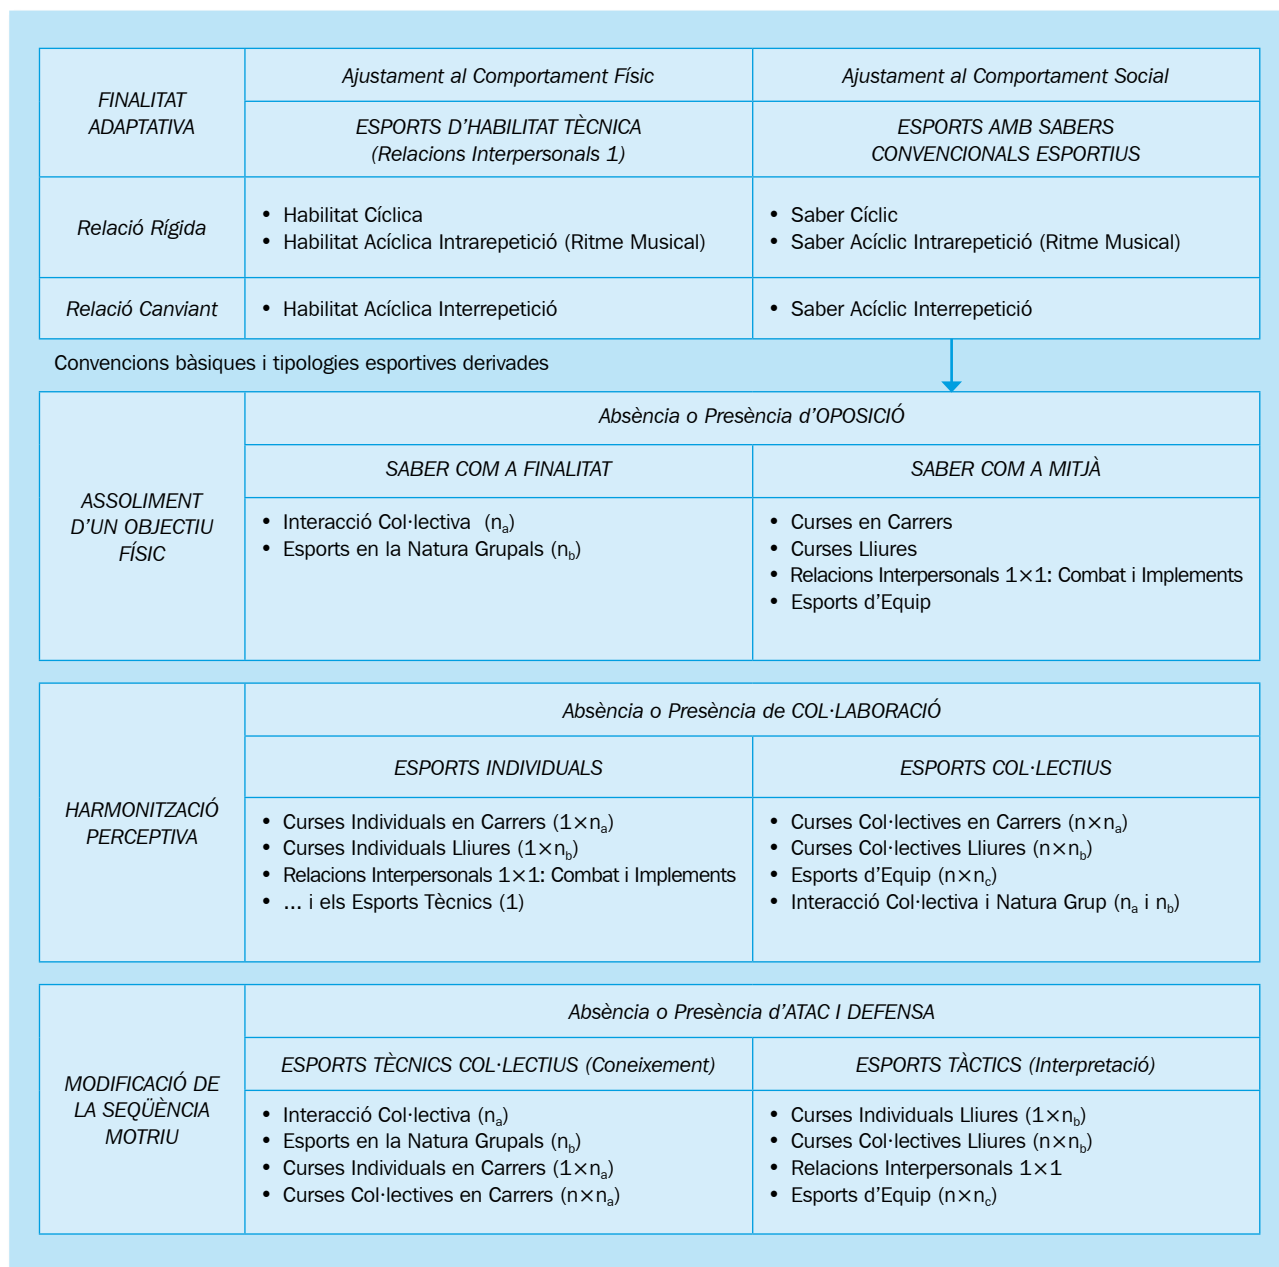 FINALITAT
ADAPTATIVA
Ajustament al Comportament Físic
Ajustament al Comportament Social
ESPORTS D’HABILITAT TÈCNICA
(Relacions Interpersonals 1)
ESPORTS AMB SABERS
CONVENCIONALS ESPORTIUS
Relació Rígida
• Habilitat Cíclica
• Habilitat Acíclica Intrarepetició (Ritme Musical)
• Saber Cíclic
• Saber Acíclic Intrarepetició (Ritme Musical)
Relació Canviant
• Habilitat Acíclica Interrepetició
• Saber Acíclic Interrepetició
Convencions bàsiques i tipologies esportives derivades
ASSOLIMENT
D’UN OBJECTIU
FÍSIC
Absència o Presència d’OPOSICIÓ
SABER COM A FINALITAT
SABER COM A MITJÀ
• Interacció Col·lectiva (nₐ)
• Esports en la Natura Grupals (n_b)
• Curses en Carrers
• Curses Lliures
• Relacions Interpersonals 1×1: Combat i Implements
• Esports d’Equip
HARMONITZACIÓ
PERCEPTIVA
Absència o Presència de COL·LABORACIÓ
ESPORTS INDIVIDUALS
ESPORTS COL·LECTIUS
• Curses Individuals en Carrers (1×nₐ)
• Curses Individuals Lliures (1×n_b)
• Relacions Interpersonals 1×1: Combat i Implements
• ... i els Esports Tècnics (1)
• Curses Col·lectives en Carrers (n×nₐ)
• Curses Col·lectives Lliures (n×n_b)
• Esports d’Equip (n×n_c)
• Interacció Col·lectiva i Natura Grup (nₐ i n_b)
MODIFICACIÓ DE
LA SEQÜÈNCIA
MOTRIU
Absència o Presència d’ATAC I DEFENSA
ESPORTS TÈCNICS COL·LECTIUS (Coneixement)
ESPORTS TÀCTICS (Interpretació)
• Interacció Col·lectiva (nₐ)
• Esports en la Natura Grupals (n_b)
• Curses Individuals en Carrers (1×nₐ)
• Curses Col·lectives en Carrers (n×nₐ)
• Curses Individuals Lliures (1×n_b)
• Curses Col·lectives Lliures (n×n_b)
• Relacions Interpersonals 1×1
• Esports d’Equip (n×n_c)